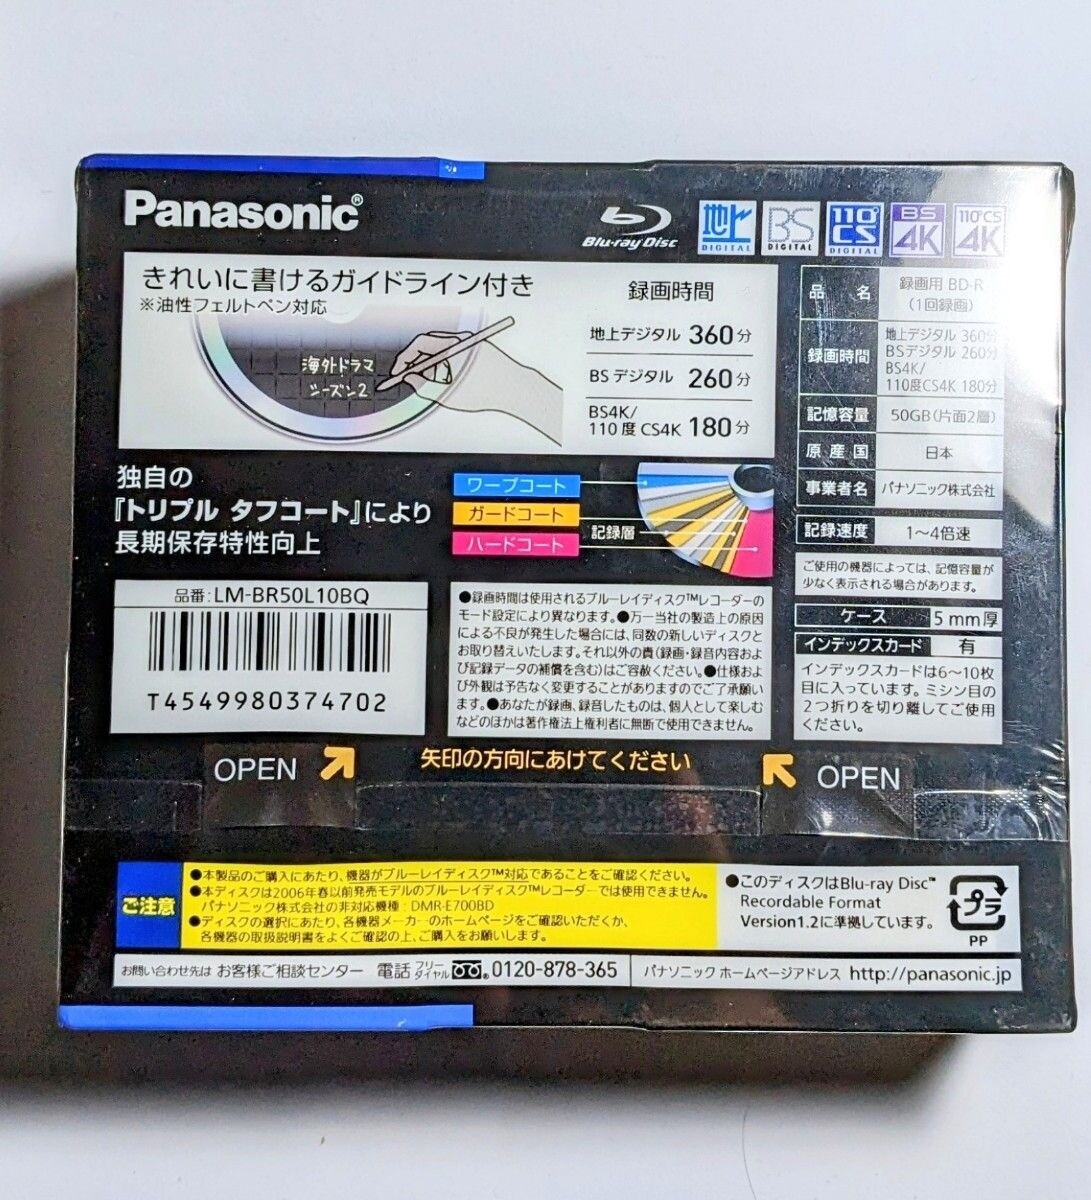 Panasonic®
Blu-ray Disc
地上
DIGITAL
BS
DIGITAL
110°
CS
DIGITAL
BS
4K
110°CS
4K
きれいに書けるガイドライン付き
※油性フェルトペン対応
海外ドラマ
シーズン2
録画時間
地上デジタル 360分
BSデジタル 260分
BS4K/
110度CS4K 180分
品名 録画用 BD-R
(1回録画)
録画時間 地上デジタル 360分
BSデジタル 260分
BS4K/
110度CS4K 180分
記憶容量 50GB(片面2層)
原産国 日本
事業者名 パナソニック株式会社
記録速度 1〜4倍速
ご使用の機器によっては、記憶容量が
少なく表示される場合があります。
ケース 5mm厚
インデックスカード 有
インデックスカードは6〜10枚
目に入っています。ミシン目の
2つ折りを切り離してご使用
ください。
独自の
『トリプル タフコート』により
長期保存特性向上
ワープコート
ガードコート
ハードコート
記録層
品番:LM-BR50L10BQ
T4549980374702
●録画時間は使用されるブルーレイディスク™レコーダーの
モード設定により異なります。●万一当社の製造上の原因
による不良が発生した場合には、同数の新しいディスクと
お取り替えいたします。それ以外の責(録画・録音内容およ
び記録データの補償を含む)はご容赦ください。●仕様およ
び外観は予告なく変更することがありますのでご了承願い
ます。●あなたが録画、録音したものは、個人として楽しむ
などのほかは著作権法上権利者に無断で使用できません。
OPEN
矢印の方向にあけてください
OPEN
ご注意
●本製品のご購入にあたり、機器がブルーレイディスク™対応であることをご確認ください。
●本ディスクは2006年春以前発売モデルのブルーレイディスク™レコーダーでは使用できません。
パナソニック株式会社の非対応機種:DMR-E700BD
●ディスクの選択にあたり、各機器メーカーのホームページをご確認いただくか、
各機器の取扱説明書をよくご確認の上、ご購入をお願いします。
●このディスクはBlu-ray Disc™
Recordable Format
Version1.2に準拠しています。
プラ
PP
お問い合わせ先は お客様ご相談センター 電話 フリーダイヤル 0120-878-365
パナソニック ホームページアドレス http://panasonic.jp